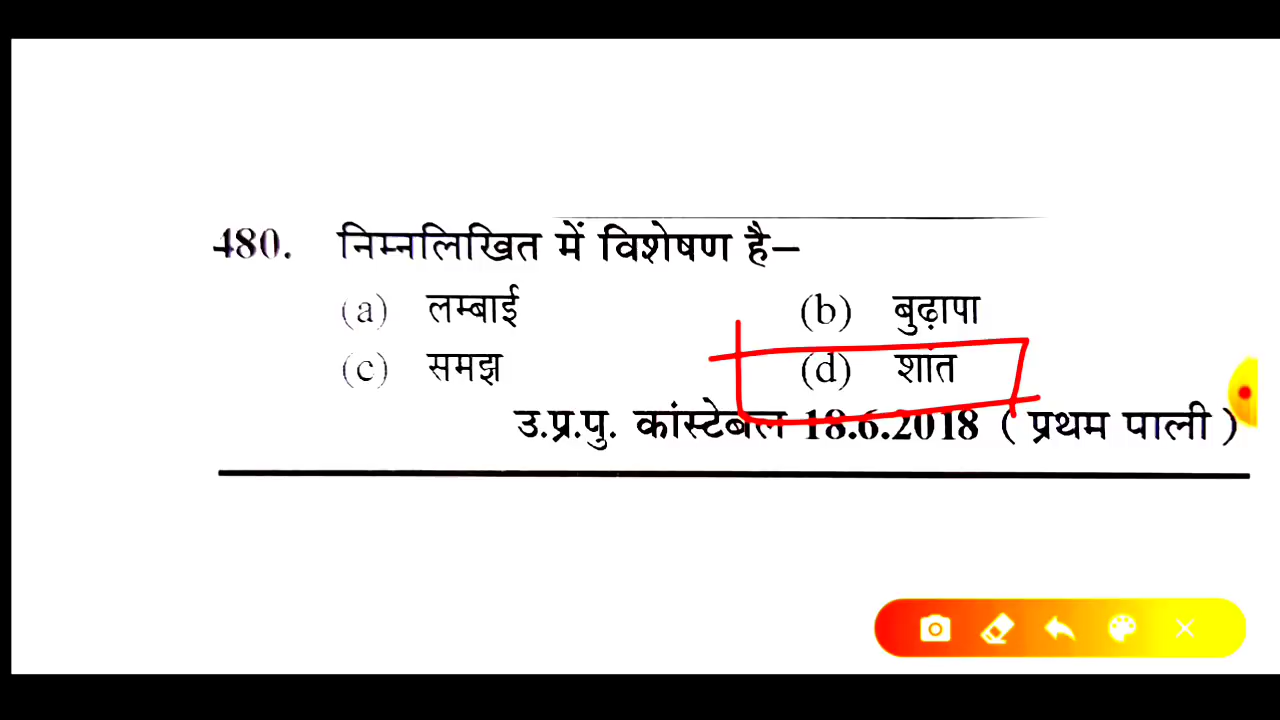 480. निम्नलिखित में विशेषण है–
(a) लम्बाई (b) बुढ़ापा
(c) समझ (d) शांत
उ.प्र.पु. कांस्टेबल 18.6.2018 ( प्रथम पाली )